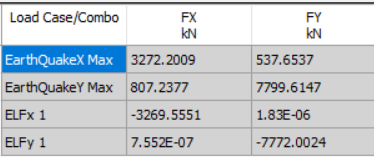 Load Case/Combo FX FY
kN kN
EarthQuakeX Max 3272.2009 537.6537
EarthQuakeY Max 807.2377 7799.6147
ELFx 1 -3269.5551 1.83E-06
ELFy 1 7.552E-07 -7772.0024